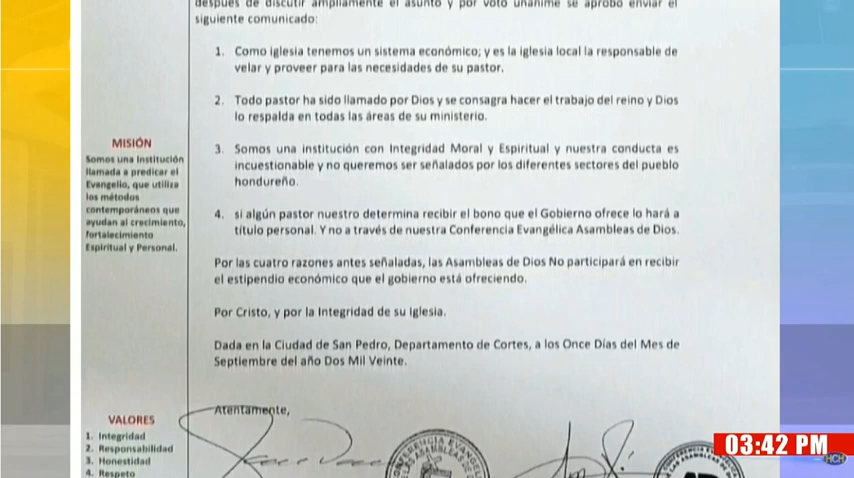 después de discutir ampliamente el asunto y por voto unánime se aprobó enviar el
siguiente comunicado:
1. Como iglesia tenemos un sistema económico; y es la iglesia local la responsable de
velar y proveer para las necesidades de su pastor.
2. Todo pastor ha sido llamado por Dios y se consagra hacer el trabajo del reino y Dios
lo respalda en todas las áreas de su ministerio.
3. Somos una institución con Integridad Moral y Espiritual y nuestra conducta es
incuestionable y no queremos ser señalados por los diferentes sectores del pueblo
hondureño.
4. si algún pastor nuestro determina recibir el bono que el Gobierno ofrece lo hará a
título personal. Y no a través de nuestra Conferencia Evangélica Asambleas de Dios.
Por las cuatro razones antes señaladas, las Asambleas de Dios No participará en recibir
el estipendio económico que el gobierno está ofreciendo.
Por Cristo, y por la Integridad de su Iglesia.
Dada en la Ciudad de San Pedro, Departamento de Cortes, a los Once Días del Mes de
Septiembre del año Dos Mil Veinte.
Atentamente,
MISIÓN
Somos una Institución
llamada a predicar el
Evangelio, que utiliza
los métodos
contemporáneos que
ayudan al crecimiento,
fortalecimiento
Espiritual y Personal.
VALORES
1. Integridad
2. Responsabilidad
3. Honestidad
4. Respeto
CONFERENCIA EVANGEL
LAS ASAMBLEAS DE D
03:42 PM
HCH